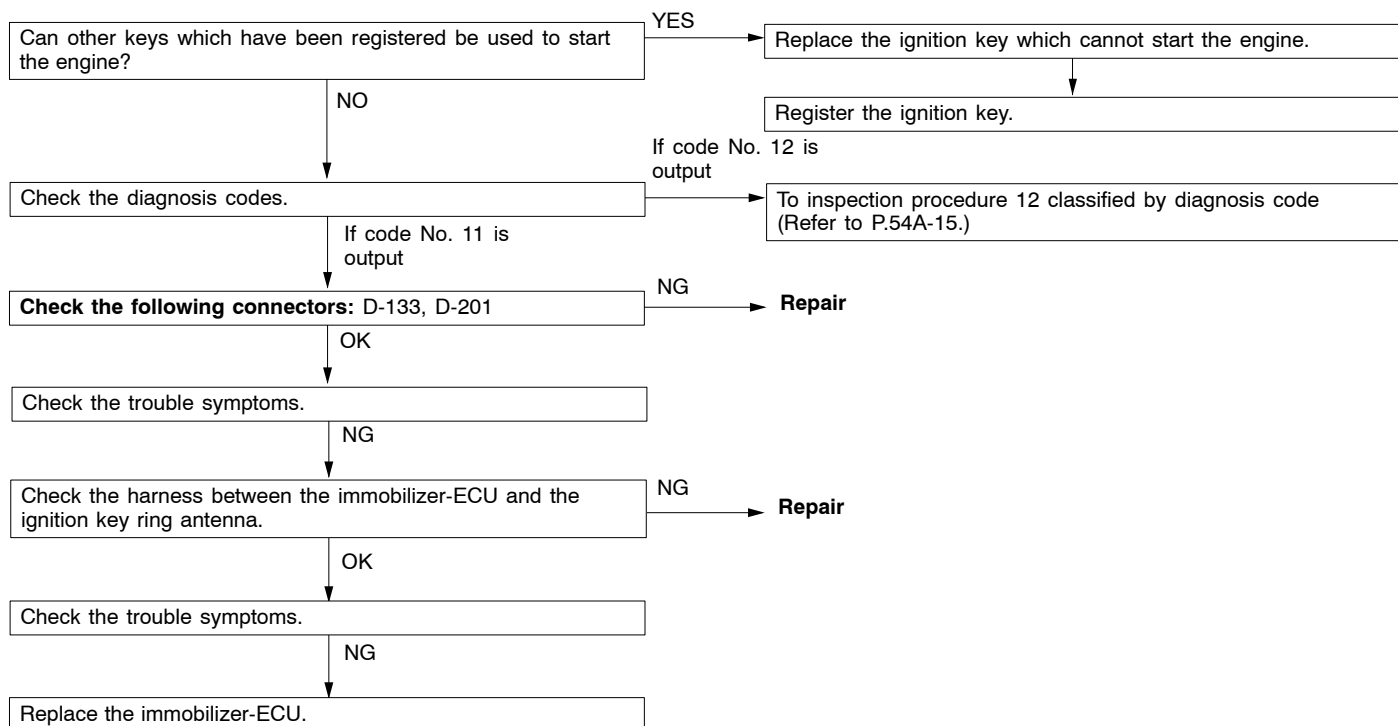 Can other keys which have been registered be used to start
the engine?
YES
Replace the ignition key which cannot start the engine.
Register the ignition key.
NO
Check the diagnosis codes.
If code No. 12 is
output
To inspection procedure 12 classified by diagnosis code
(Refer to P.54A-15.)
If code No. 11 is
output
Check the following connectors: D-133, D-201
NG
Repair
OK
Check the trouble symptoms.
NG
Check the harness between the immobilizer-ECU and the
ignition key ring antenna.
NG
Repair
OK
Check the trouble symptoms.
NG
Replace the immobilizer-ECU.